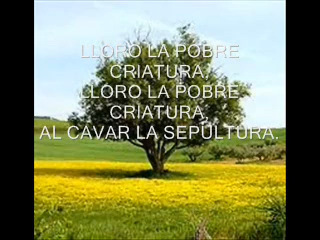 LLORO LA POBRE
CRIATURA,
LLORO LA POBRE
CRIATURA,
AL CAVAR LA SEPULTURA.